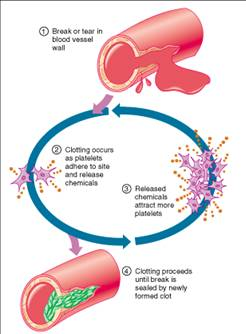 ① Break or tear in
blood vessel
wall
② Clotting occurs
as platelets
adhere to site
and release
chemicals
③ Released
chemicals
attract more
platelets
④ Clotting proceeds
until break is
sealed by newly
formed clot